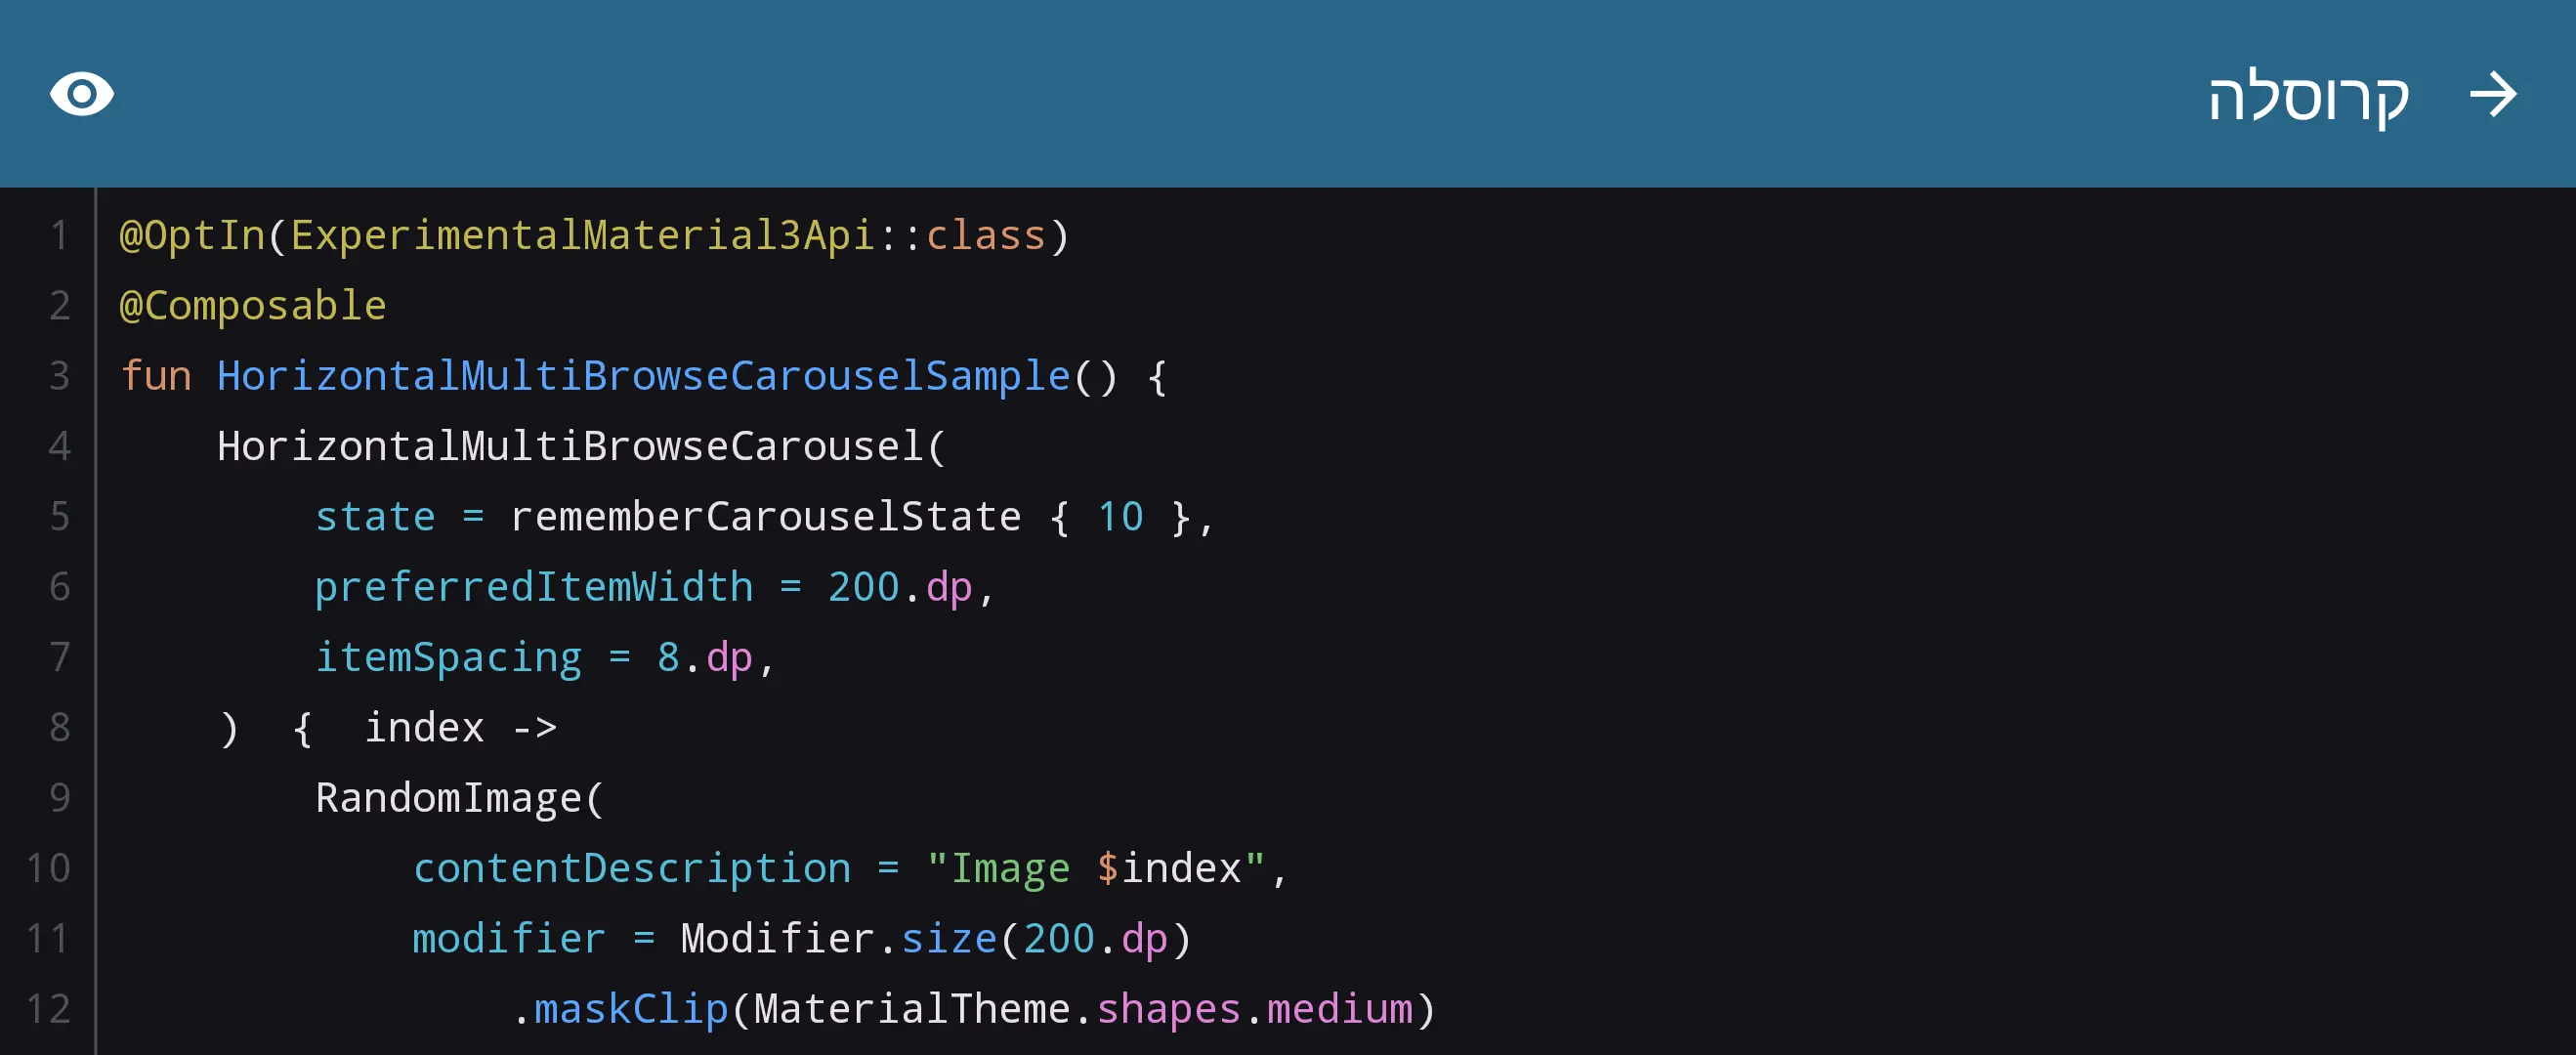 קרוסלה
1 @OptIn(ExperimentalMaterial3Api::class)
2 @Composable
3 fun HorizontalMultiBrowseCarouselSample() {
4     HorizontalMultiBrowseCarousel(
5         state = rememberCarouselState { 10 },
6         preferredItemWidth = 200.dp,
7         itemSpacing = 8.dp,
8     )  {  index ->
9         RandomImage(
10             contentDescription = "Image $index",
11             modifier = Modifier.size(200.dp)
12                 .maskClip(MaterialTheme.shapes.medium)